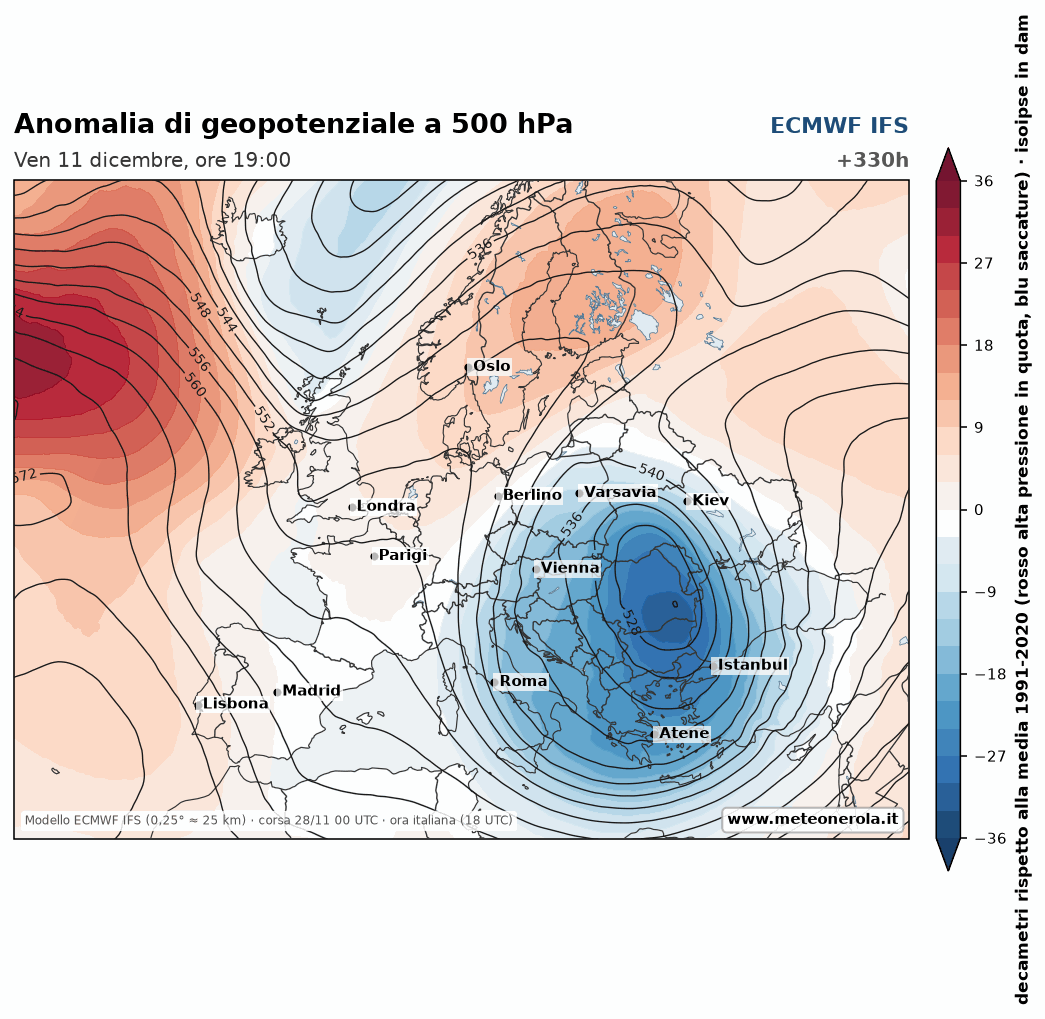 Anomalia di geopotenziale a 500 hPa
ECMWF IFS
Ven 11 dicembre, ore 19:00
+330h
536
548
544
556
560
552
572
540
536
528
Oslo
Londra
Berlino
Varsavia
Kiev
Parigi
Vienna
Istanbul
Roma
Madrid
Lisbona
Atene
Modello ECMWF IFS (0,25° ≈ 25 km) · corsa 28/11 00 UTC · ora italiana (18 UTC)
www.meteonerola.it
36
27
18
9
0
−9
−18
−27
−36
decametri rispetto alla media 1991-2020 (rosso alta pressione in quota, blu saccature) · isoipse in dam